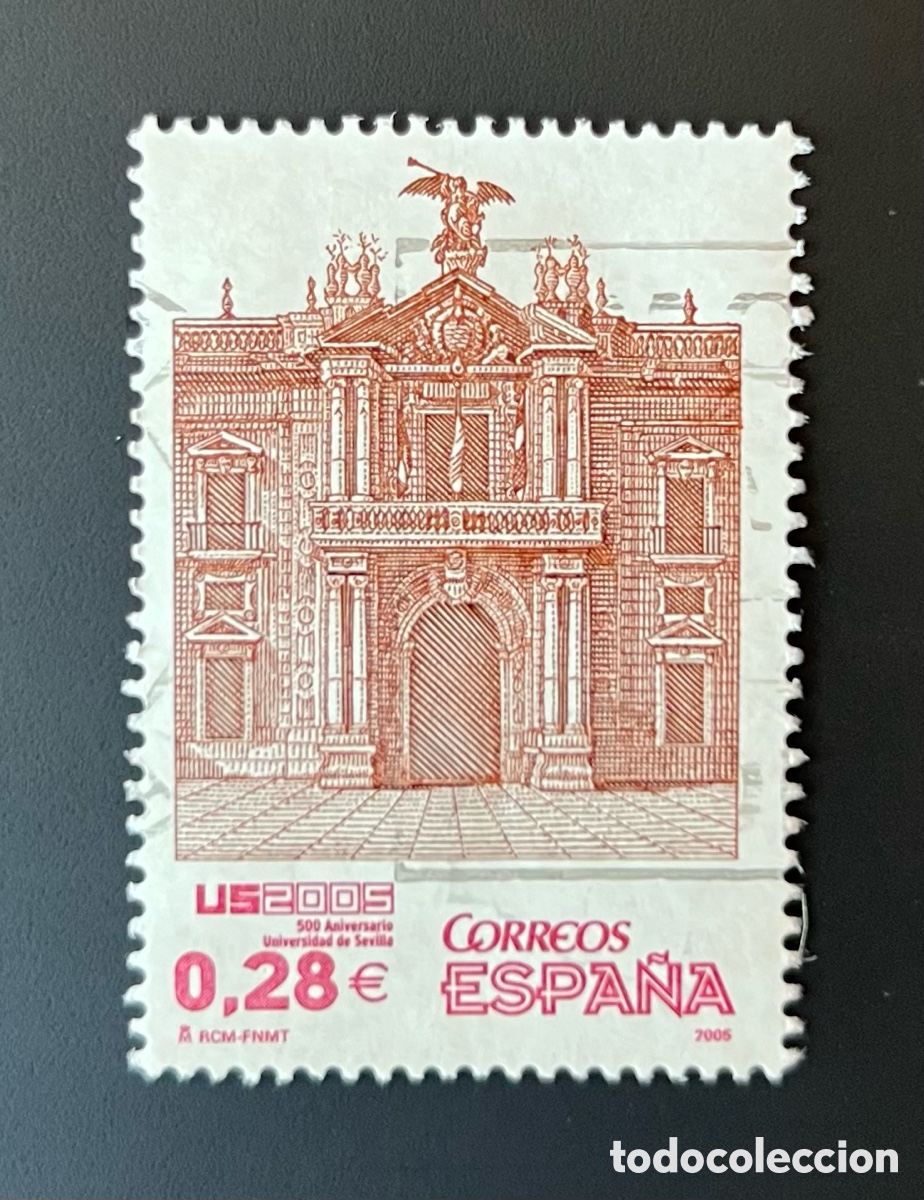 US2005
500 Aniversario
Universidad de Sevilla
0,28€
RCM-FNMT
CORREOS
ESPAÑA
2005
todocoleccion